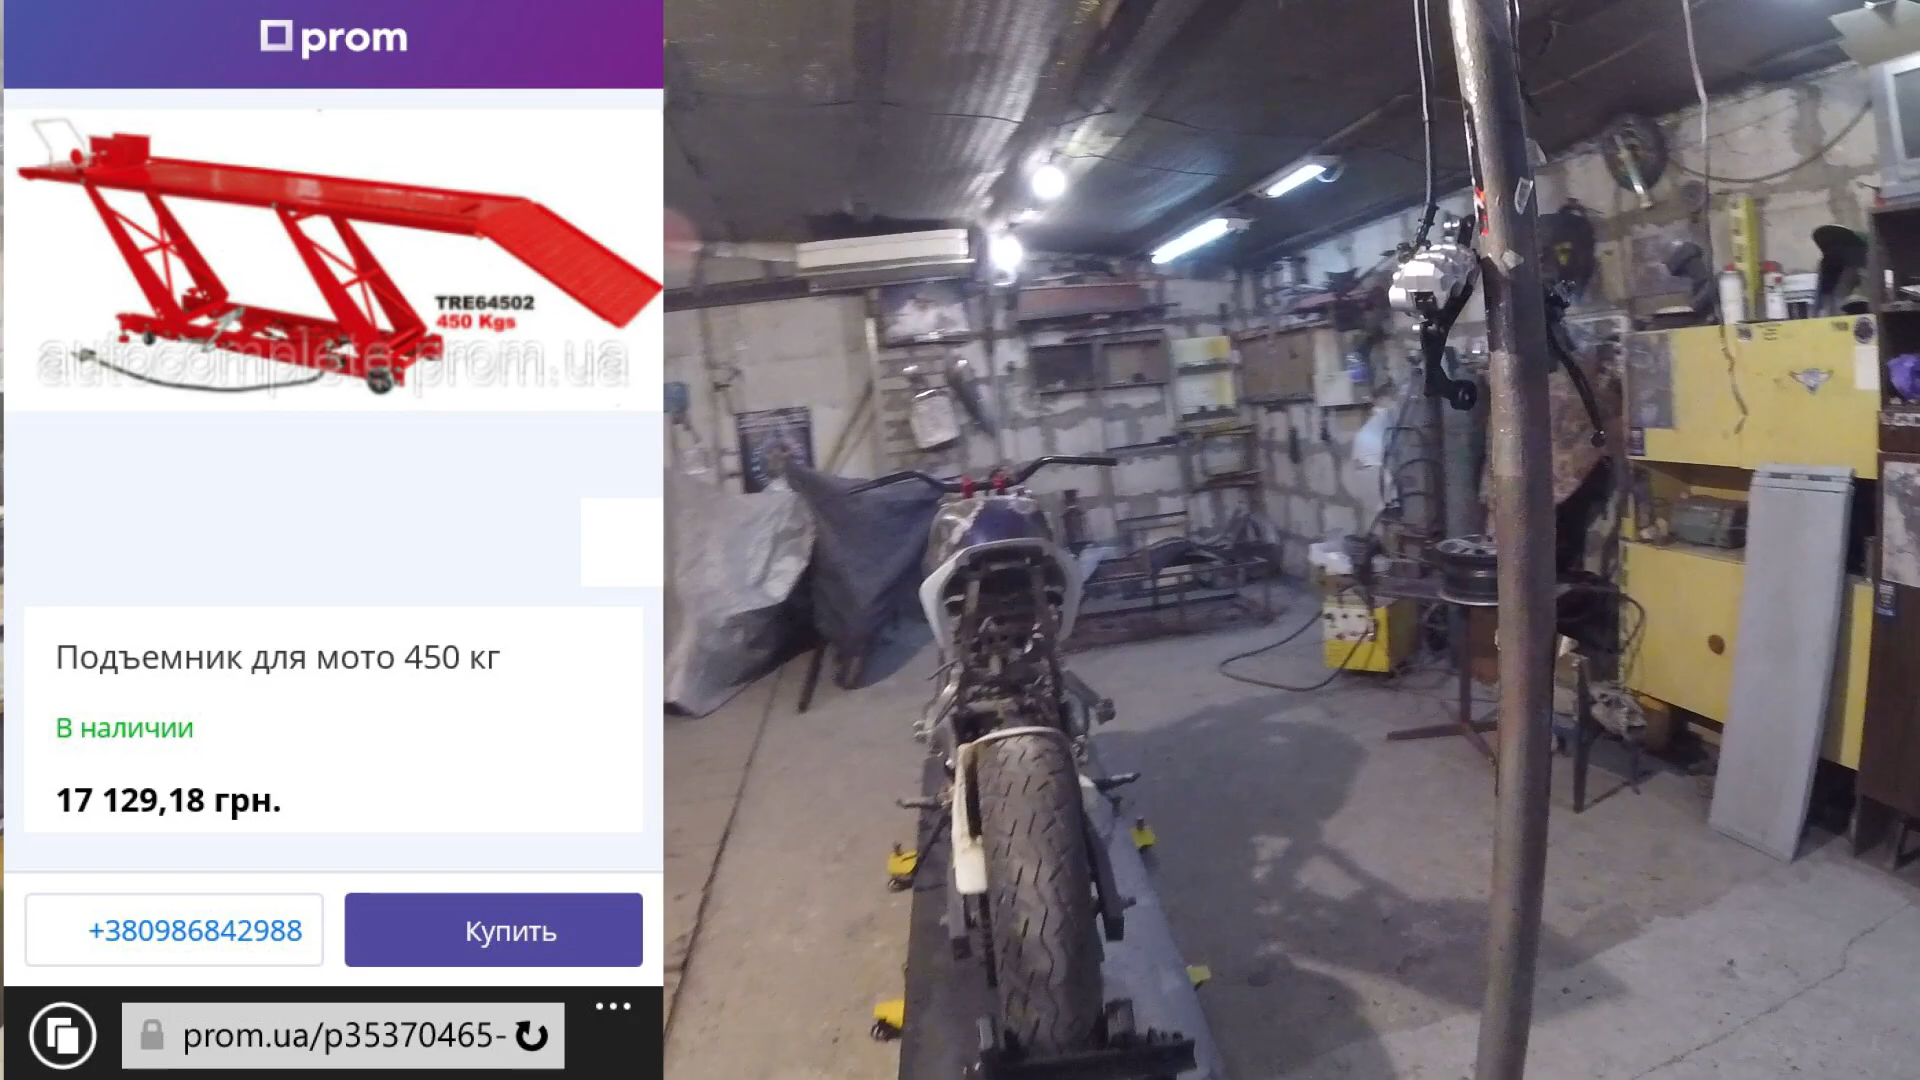 prom
TRE64502
450 Kgs
autocomplete.prom.ua
Подъемник для мото 450 кг
В наличии
17 129,18 грн.
+380986842988
Купить
prom.ua/p35370465-